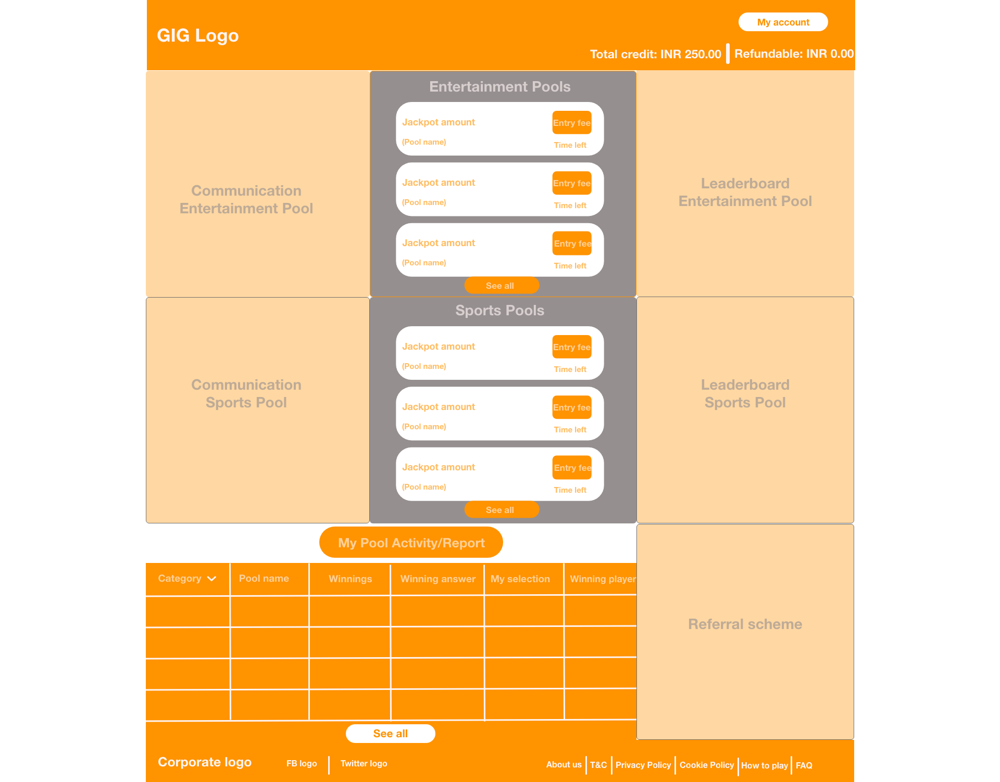 GIG Logo
My account
Total credit: INR 250.00
Refundable: INR 0.00
Communication
Entertainment Pool
Entertainment Pools
Jackpot amount
Entry fee
(Pool name)
Time left
Jackpot amount
Entry fee
(Pool name)
Time left
Jackpot amount
Entry fee
(Pool name)
Time left
See all
Leaderboard
Entertainment Pool
Communication
Sports Pool
Sports Pools
Jackpot amount
Entry fee
(Pool name)
Time left
Jackpot amount
Entry fee
(Pool name)
Time left
Jackpot amount
Entry fee
(Pool name)
Time left
See all
Leaderboard
Sports Pool
My Pool Activity/Report
Category
Pool name
Winnings
Winning answer
My selection
Winning player
See all
Referral scheme
Corporate logo
FB logo
Twitter logo
About us
T&C
Privacy Policy
Cookie Policy
How to play
FAQ